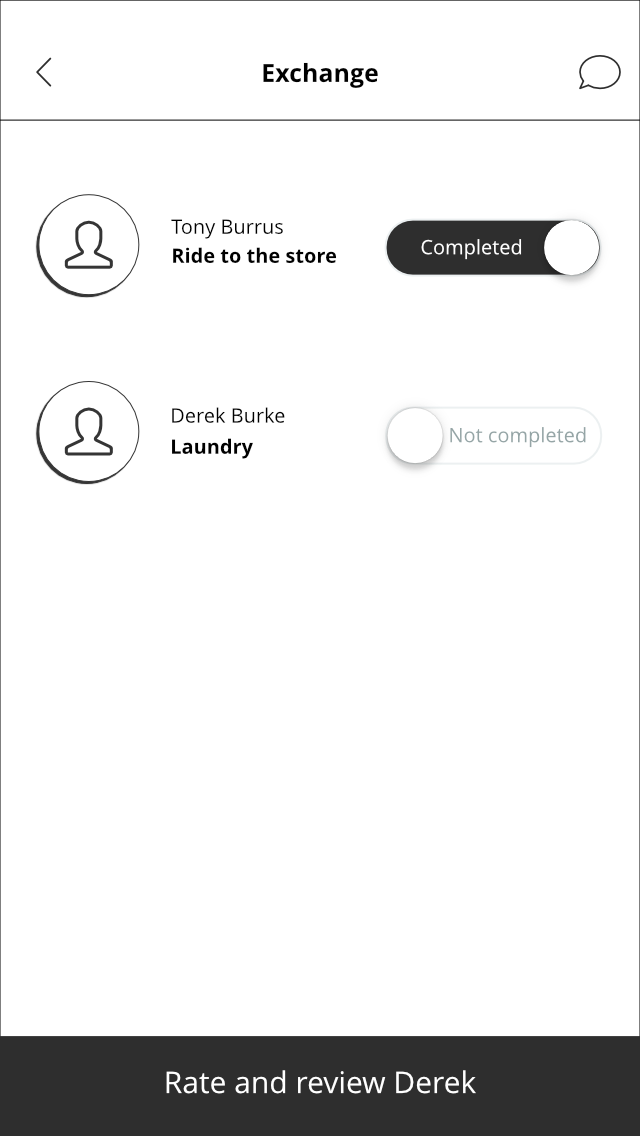 Exchange
Tony Burrus
Ride to the store
Completed
Derek Burke
Laundry
Not completed
Rate and review Derek